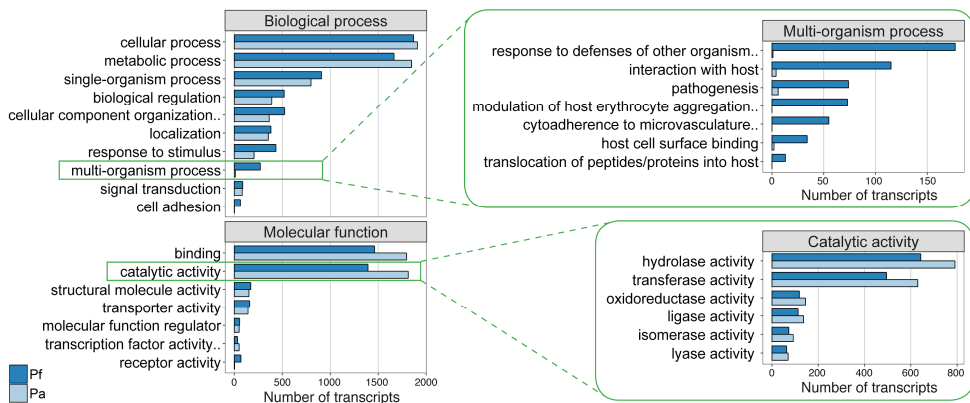 Biological process
cellular process
metabolic process
single-organism process
biological regulation
cellular component organization..
localization
response to stimulus
multi-organism process
signal transduction
cell adhesion
Molecular function
binding
catalytic activity
structural molecule activity
transporter activity
molecular function regulator
transcription factor activity..
receptor activity
0 500 1000 1500 2000
Number of transcripts
Pf
Pa
Multi-organism process
response to defenses of other organism..
interaction with host
pathogenesis
modulation of host erythrocyte aggregation..
cytoadherence to microvasculature..
host cell surface binding
translocation of peptides/proteins into host
0 50 100 150
Number of transcripts
Catalytic activity
hydrolase activity
transferase activity
oxidoreductase activity
ligase activity
isomerase activity
lyase activity
0 200 400 600 800
Number of transcripts